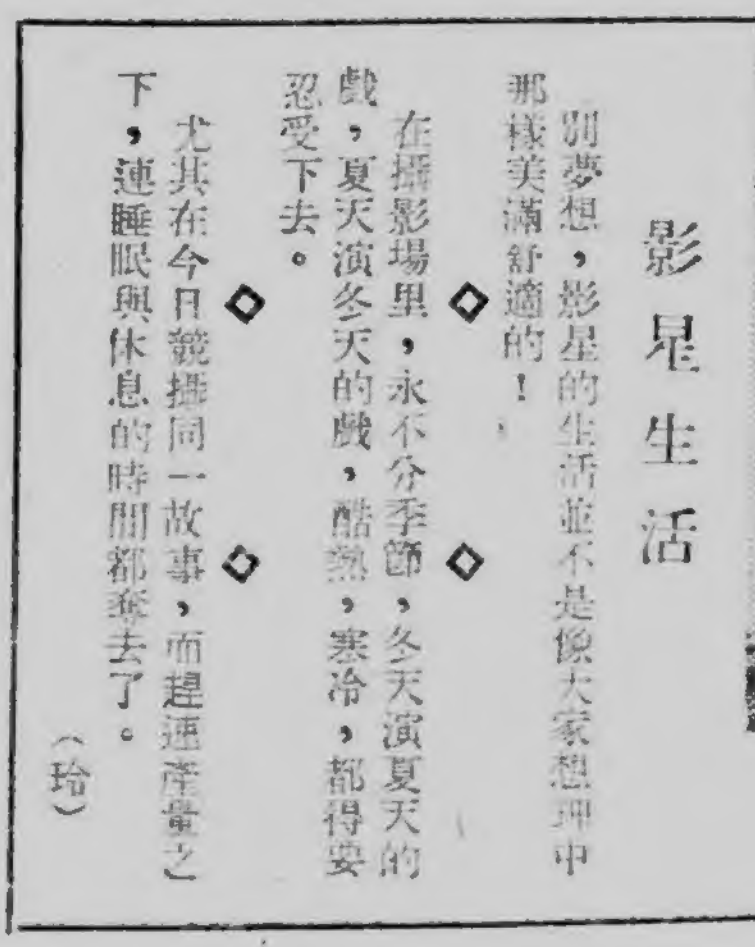 影星生活
別夢想，影星的生活並不是像大家想理中
那樣美滿舒適的！
◇ ◇
在攝影場里，永不分季節，冬天演夏天的
戲，夏天演冬天的戲，酷熱，寒冷，都得要
忍受下去。
◇ ◇
尤其在今日競攝同一故事，而趕速產量之
下，連睡眠與休息的時間都奪去了。
（玲）